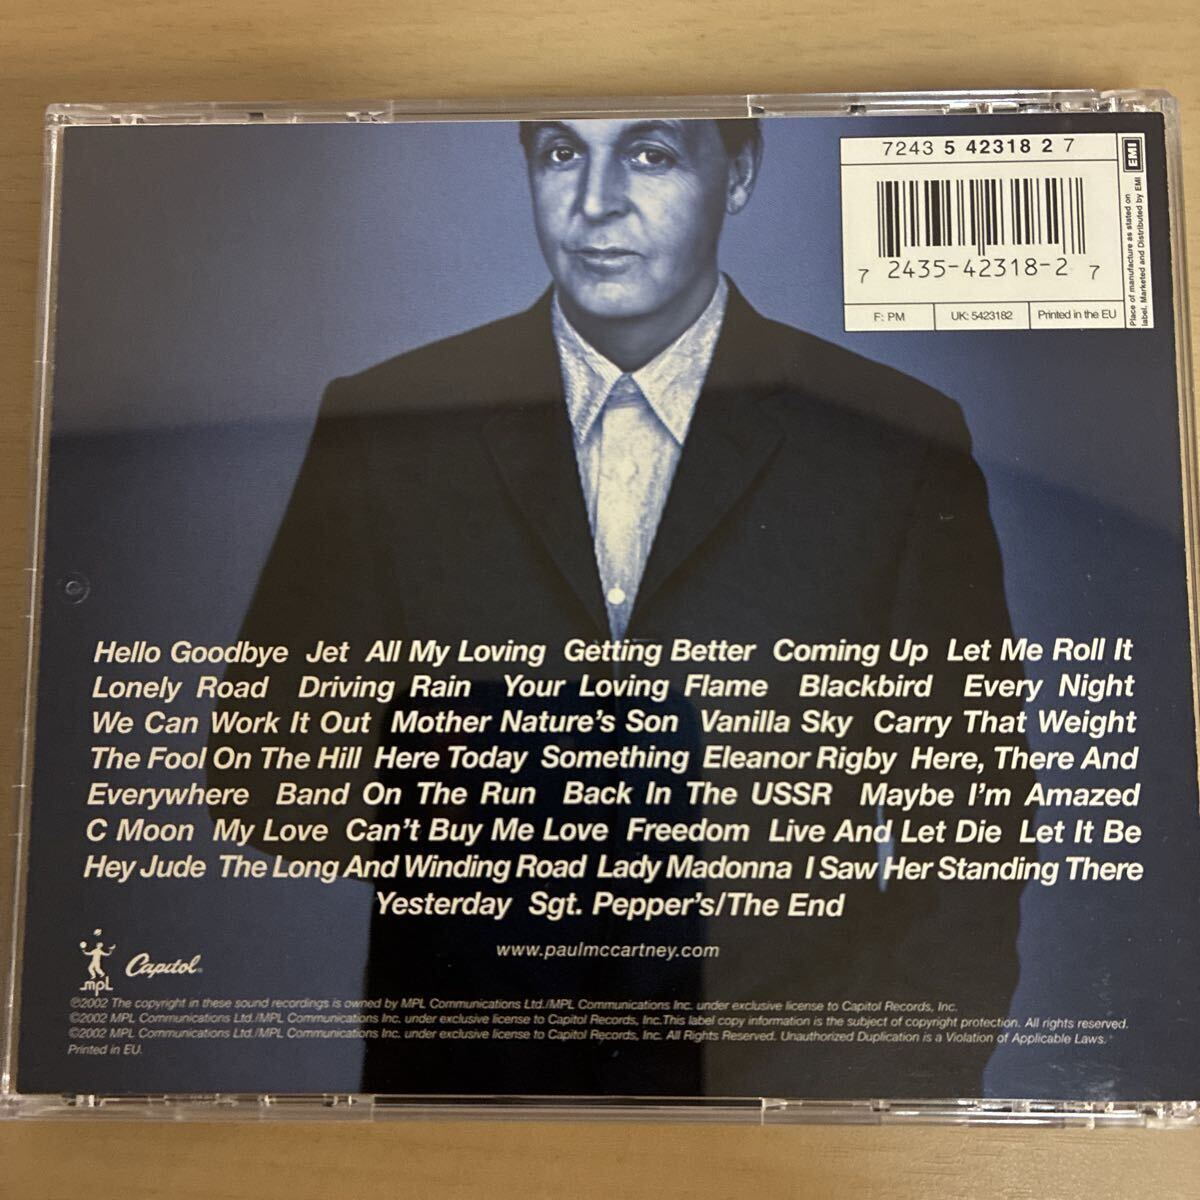 7243 5 42318 2 7
7 2435-42318-2 7
F: PM
UK: 5423182
Printed in the EU
EMI
Place of manufacture as stated on
label. Marketed and Distributed by EMI
Hello Goodbye Jet All My Loving Getting Better Coming Up Let Me Roll It
Lonely Road Driving Rain Your Loving Flame Blackbird Every Night
We Can Work It Out Mother Nature's Son Vanilla Sky Carry That Weight
The Fool On The Hill Here Today Something Eleanor Rigby Here, There And
Everywhere Band On The Run Back In The USSR Maybe I'm Amazed
C Moon My Love Can't Buy Me Love Freedom Live And Let Die Let It Be
Hey Jude The Long And Winding Road Lady Madonna I Saw Her Standing There
Yesterday Sgt. Pepper's/The End
www.paulmccartney.com
mpL
Capitol
℗2002 The copyright in these sound recordings is owned by MPL Communications Ltd./MPL Communications Inc. under exclusive license to Capitol Records, Inc.
©2002 MPL Communications Ltd./MPL Communications Inc. under exclusive license to Capitol Records, Inc.This label copy information is the subject of copyright protection. All rights reserved.
©2002 MPL Communications Ltd./MPL Communications Inc. under exclusive license to Capitol Records, Inc. All Rights Reserved. Unauthorized Duplication is a Violation of Applicable Laws.
Printed in EU.